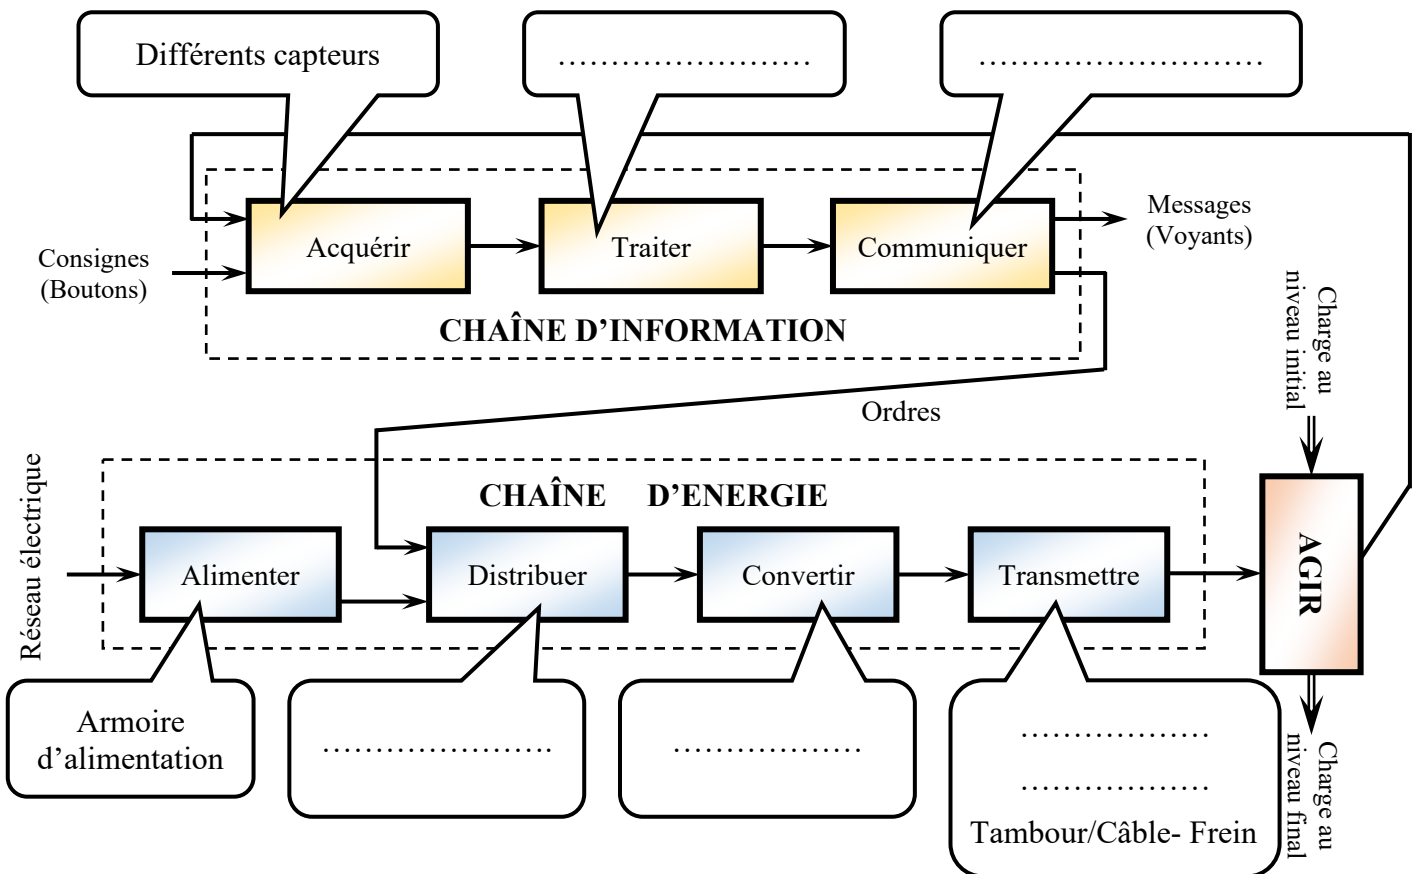 Différents capteurs
……………………
………………………
Acquérir
Traiter
Communiquer
Messages
(Voyants)
Consignes
(Boutons)
CHAÎNE D’INFORMATION
Charge au
niveau initial
Ordres
Réseau électrique
CHAÎNE D’ENERGIE
Alimenter
Distribuer
Convertir
Transmettre
AGIR
Armoire
d’alimentation
………………….
………………
………………
………………
Tambour/Câble- Frein
Charge au
niveau final